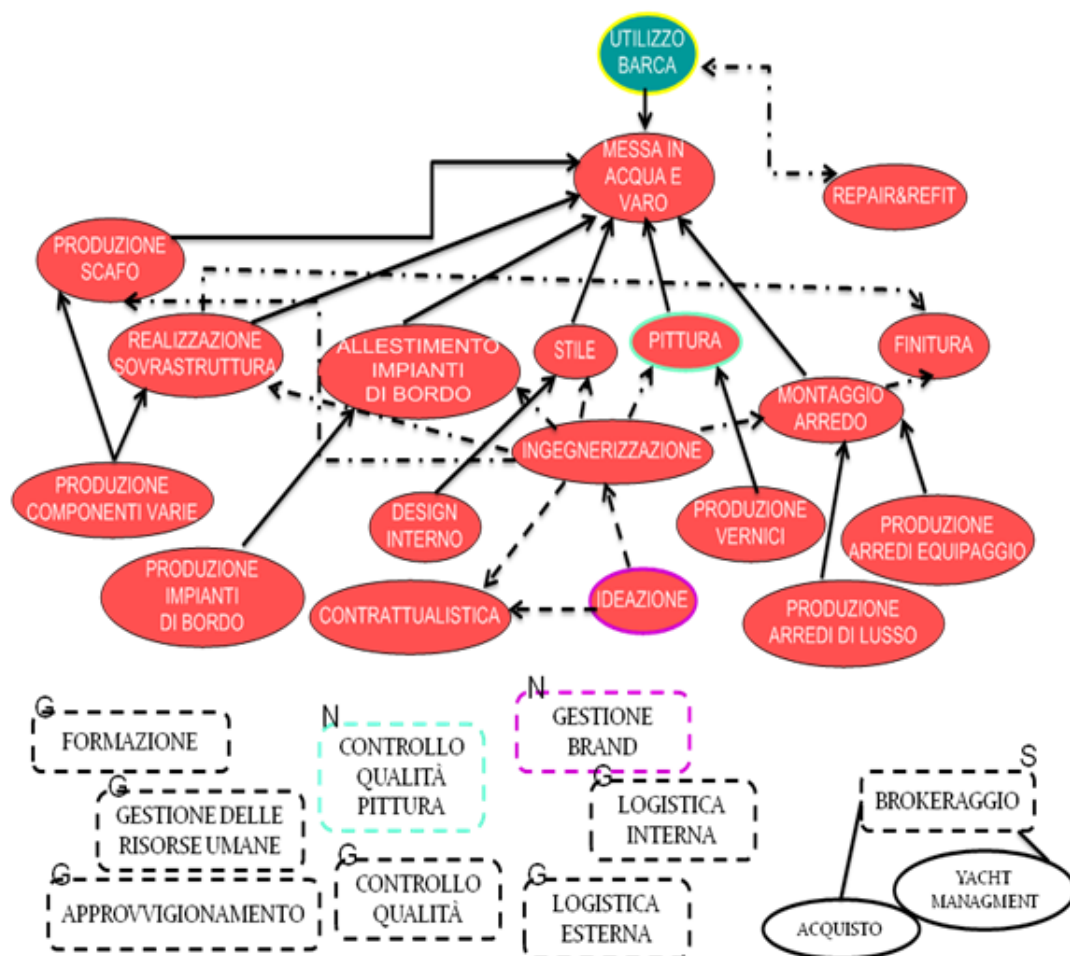 UTILIZZO
BARCA
MESSA IN
ACQUA E
VARO
REPAIR&REFIT
PRODUZIONE
SCAFO
REALIZZAZIONE
SOVRASTRUTTURA
ALLESTIMENTO
IMPIANTI
DI BORDO
STILE
PITTURA
FINITURA
MONTAGGIO
ARREDO
INGEGNERIZZAZIONE
PRODUZIONE
COMPONENTI VARIE
DESIGN
INTERNO
PRODUZIONE
VERNICI
PRODUZIONE
ARREDI EQUIPAGGIO
PRODUZIONE
IMPIANTI
DI BORDO
CONTRATTUALISTICA
IDEAZIONE
PRODUZIONE
ARREDI DI LUSSO
G
FORMAZIONE
N
CONTROLLO
QUALITÀ
PITTURA
N
GESTIONE
BRAND
G
GESTIONE DELLE
RISORSE UMANE
G
LOGISTICA
INTERNA
S
BROKERAGGIO
G
APPROVVIGIONAMENTO
G
CONTROLLO
QUALITÀ
G
LOGISTICA
ESTERNA
YACHT
MANAGMENT
ACQUISTO